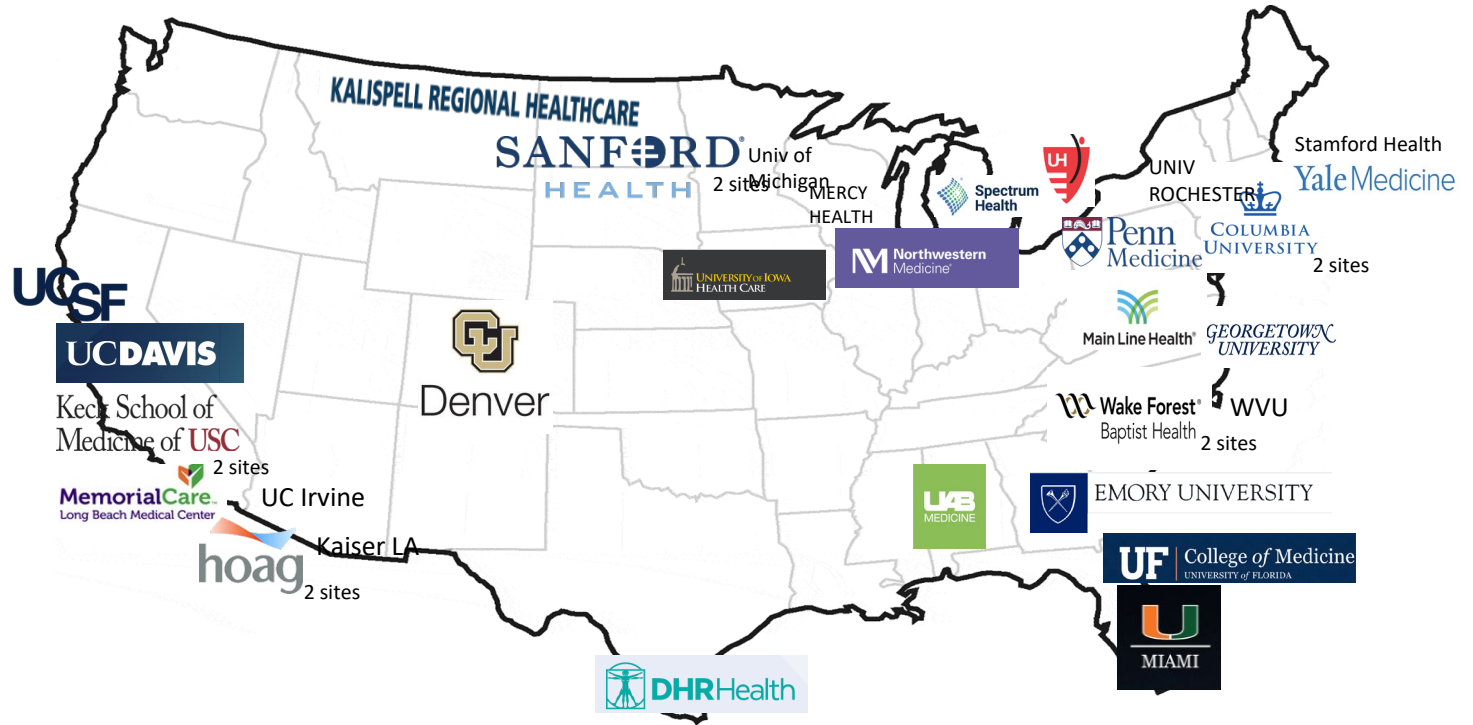 KALISPELL REGIONAL HEALTHCARE
SANFORD
HEALTH
2 sites
Univ of
Michigan
MERCY
HEALTH
Spectrum
Health
UH
UNIV
ROCHESTER
Stamford Health
Yale Medicine
COLUMBIA
UNIVERSITY
2 sites
Penn
Medicine
Northwestern
Medicine
UNIVERSITY of IOWA
HEALTH CARE
UCSF
UCDAVIS
Keck School of
Medicine of USC
2 sites
CU
Denver
Main Line Health®
GEORGETOWN
UNIVERSITY
Wake Forest®
Baptist Health
2 sites
WVU
MemorialCare™
Long Beach Medical Center
UC Irvine
Kaiser LA
hoag
2 sites
UAB
MEDICINE
EMORY UNIVERSITY
UF College of Medicine
UNIVERSITY of FLORIDA
U
MIAMI
DHRHealth